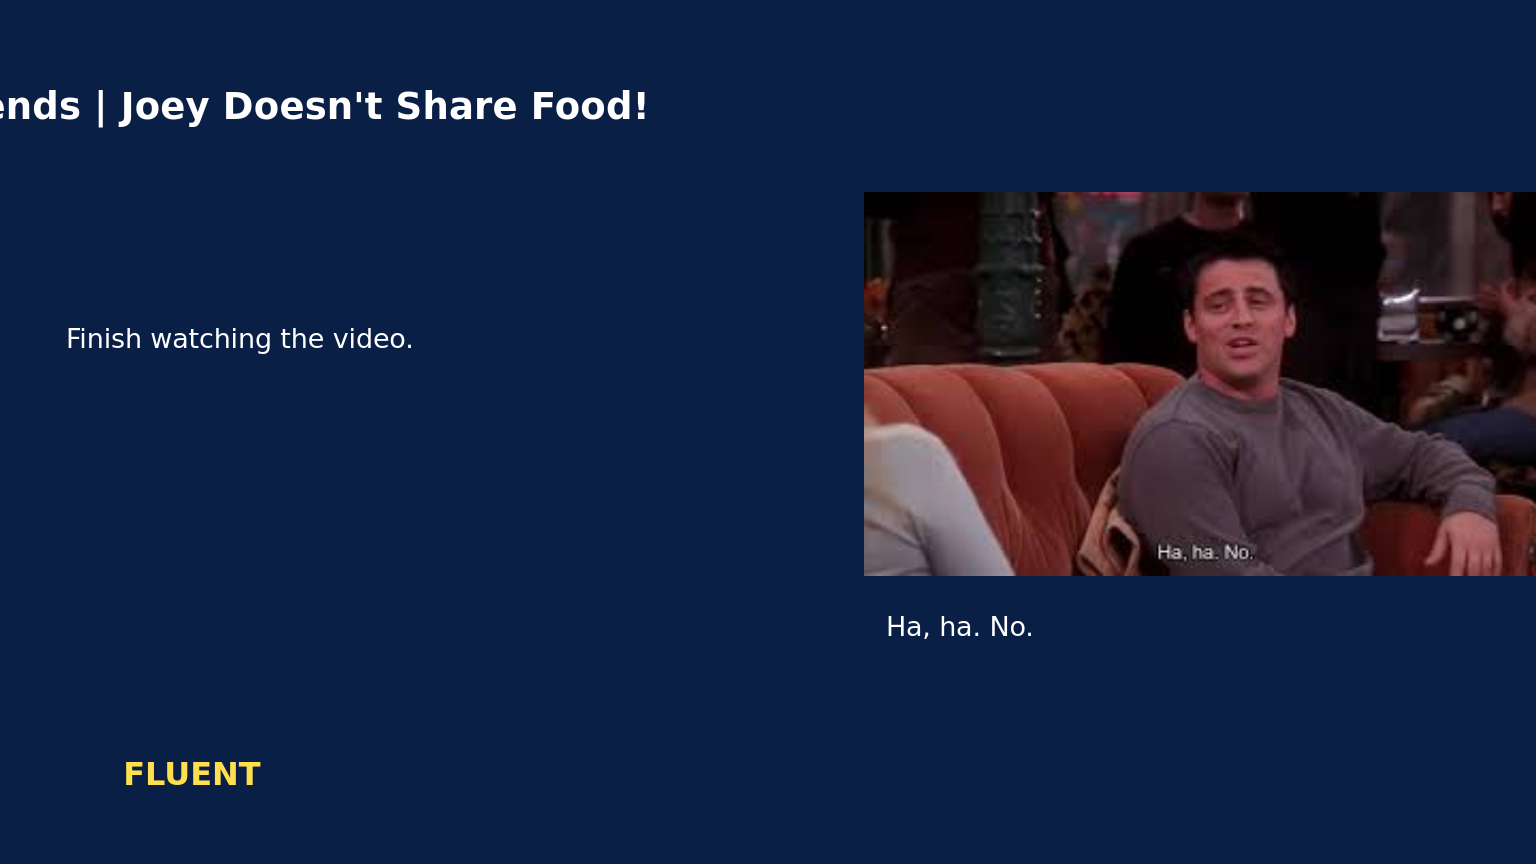 ends | Joey Doesn't Share Food!
Finish watching the video.
Ha, ha. No.
Ha, ha. No.
FLUENT